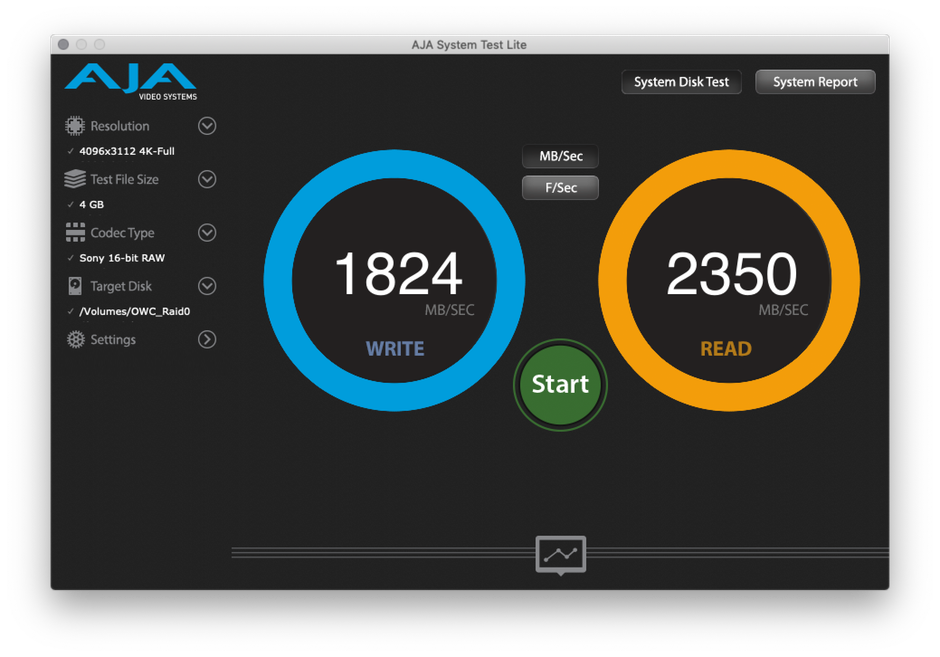 AJA System Test Lite
AJA
VIDEO SYSTEMS
System Disk Test
System Report
Resolution
4096x3112 4K-Full
Test File Size
4 GB
Codec Type
Sony 16-bit RAW
Target Disk
/Volumes/OWC_Raid0
Settings
MB/Sec
F/Sec
1824
MB/SEC
WRITE
2350
MB/SEC
READ
Start